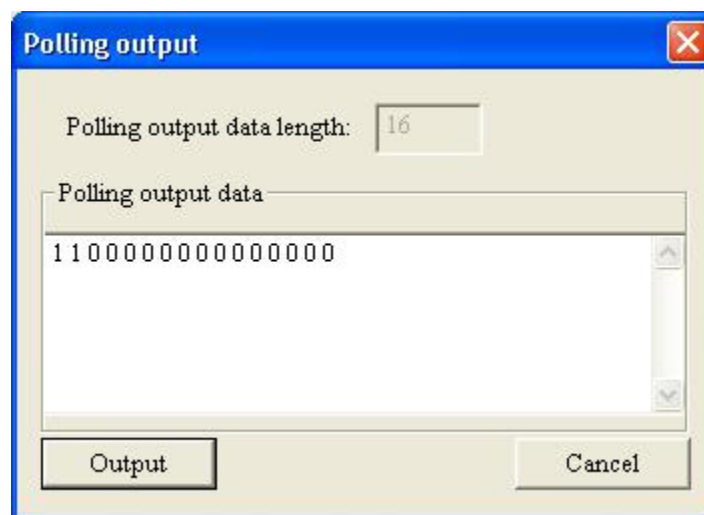 Polling output
Polling output data length: 16
Polling output data
1 1 0 0 0 0 0 0 0 0 0 0 0 0 0 0
Output Cancel